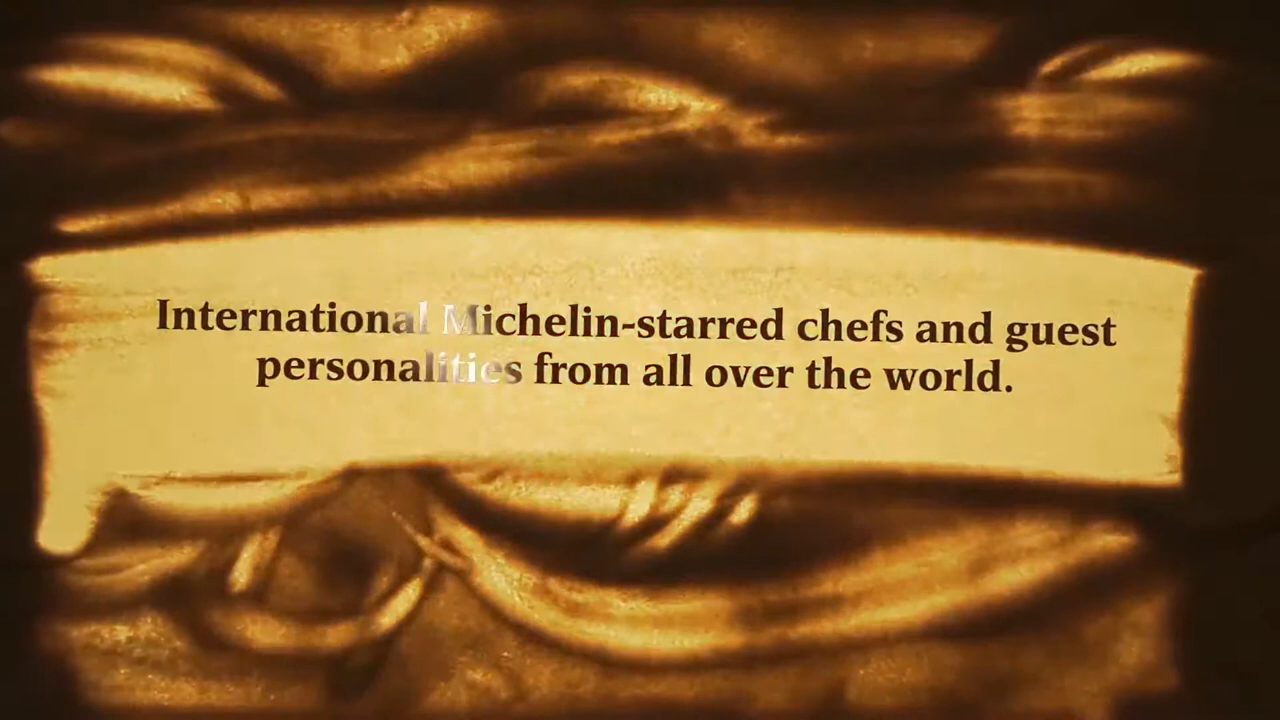 International Michelin-starred chefs and guest
personalities from all over the world.